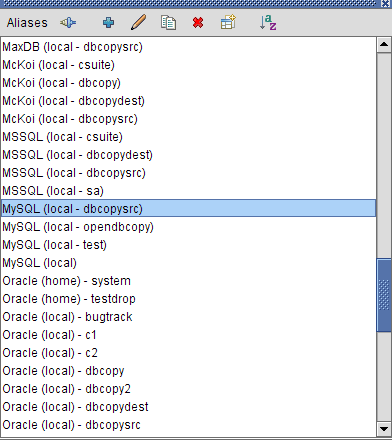 Aliases
MaxDB (local - dbcopysrc)
McKoi (local - csuite)
McKoi (local - dbcopy)
McKoi (local - dbcopydest)
McKoi (local - dbcopysrc)
MSSQL (local - csuite)
MSSQL (local - dbcopydest)
MSSQL (local - dbcopysrc)
MSSQL (local - sa)
MySQL (local - dbcopysrc)
MySQL (local - opendbcopy)
MySQL (local - test)
MySQL (local)
Oracle (home) - system
Oracle (home) - testdrop
Oracle (local) - bugtrack
Oracle (local) - c1
Oracle (local) - c2
Oracle (local) - dbcopy
Oracle (local) - dbcopy2
Oracle (local) - dbcopydest
Oracle (local) - dbcopysrc